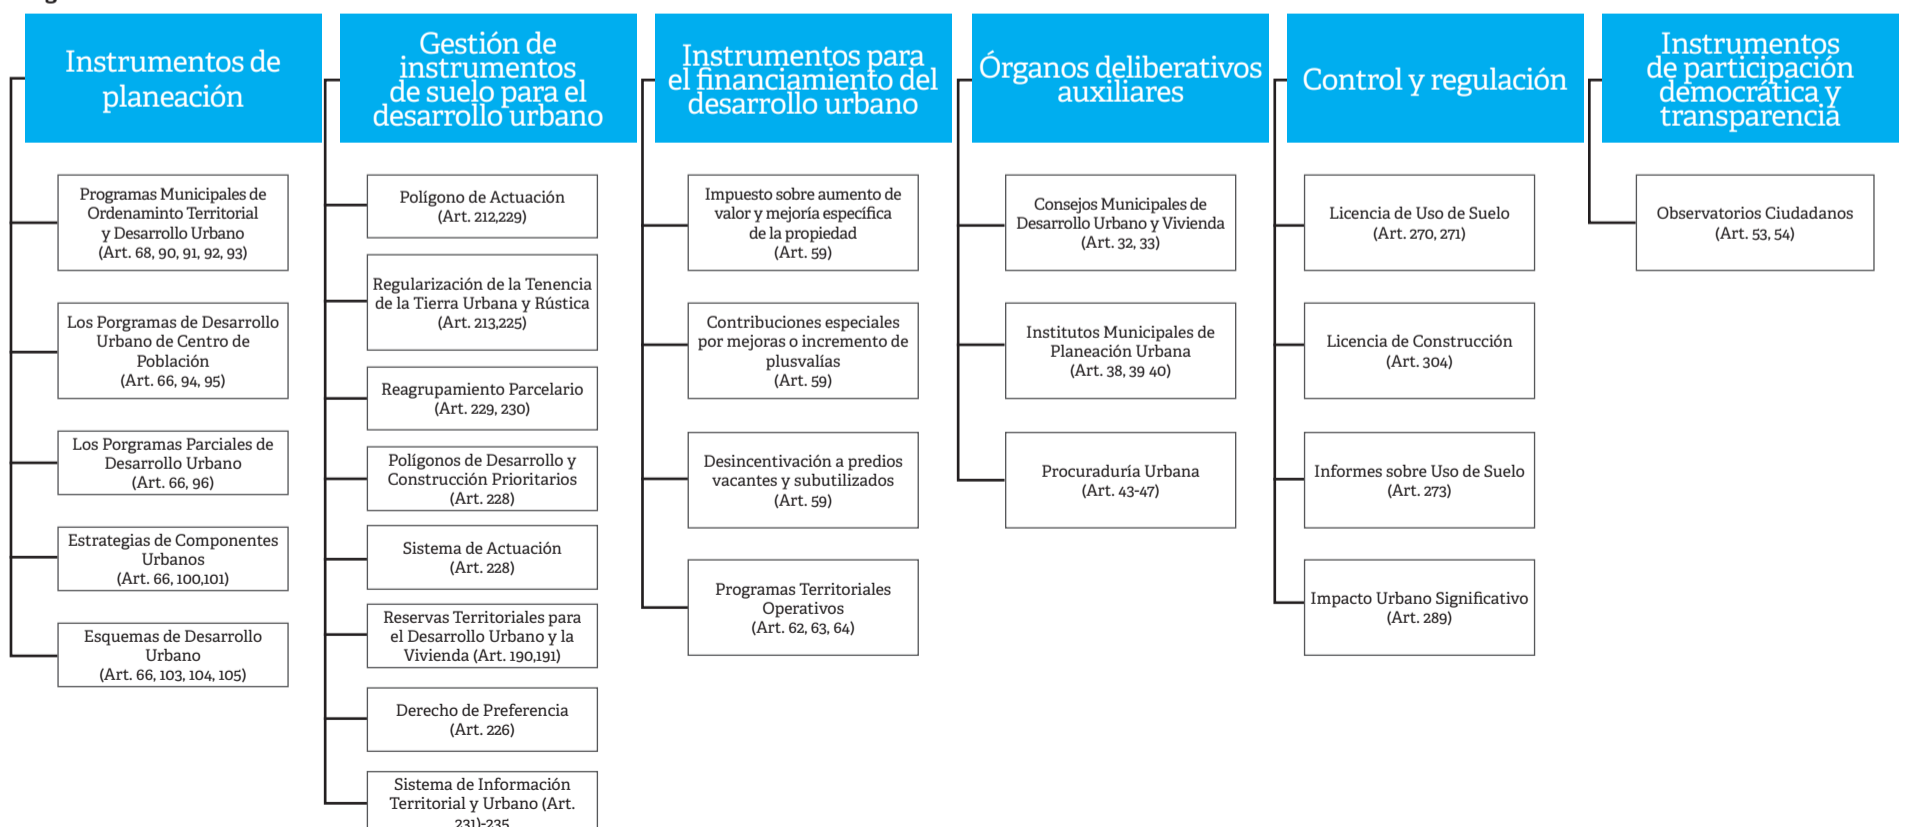 Instrumentos de
planeación
Programas Municipales de
Ordenaminto Territorial
y Desarrollo Urbano
(Art. 68, 90, 91, 92, 93)
Los Porgramas de Desarrollo
Urbano de Centro de
Población
(Art. 66, 94, 95)
Los Porgramas Parciales de
Desarrollo Urbano
(Art. 66, 96)
Estrategias de Componentes
Urbanos
(Art. 66, 100,101)
Esquemas de Desarrollo
Urbano
(Art. 66, 103, 104, 105)
Gestión de
instrumentos
de suelo para el
desarrollo urbano
Polígono de Actuación
(Art. 212,229)
Regularización de la Tenencia
de la Tierra Urbana y Rústica
(Art. 213,225)
Reagrupamiento Parcelario
(Art. 229, 230)
Polígonos de Desarrollo y
Construcción Prioritarios
(Art. 228)
Sistema de Actuación
(Art. 228)
Reservas Territoriales para
el Desarrollo Urbano y la
Vivienda (Art. 190,191)
Derecho de Preferencia
(Art. 226)
Sistema de Información
Territorial y Urbano (Art.
231)-235
Instrumentos para
el financiamiento del
desarrollo urbano
Impuesto sobre aumento de
valor y mejoría específica
de la propiedad
(Art. 59)
Contribuciones especiales
por mejoras o incremento de
plusvalías
(Art. 59)
Desincentivación a predios
vacantes y subutilizados
(Art. 59)
Programas Territoriales
Operativos
(Art. 62, 63, 64)
Órganos deliberativos
auxiliares
Consejos Municipales de
Desarrollo Urbano y Vivienda
(Art. 32, 33)
Institutos Municipales de
Planeación Urbana
(Art. 38, 39 40)
Procuraduría Urbana
(Art. 43-47)
Control y regulación
Licencia de Uso de Suelo
(Art. 270, 271)
Licencia de Construcción
(Art. 304)
Informes sobre Uso de Suelo
(Art. 273)
Impacto Urbano Significativo
(Art. 289)
Instrumentos
de participación
democrática y
transparencia
Observatorios Ciudadanos
(Art. 53, 54)